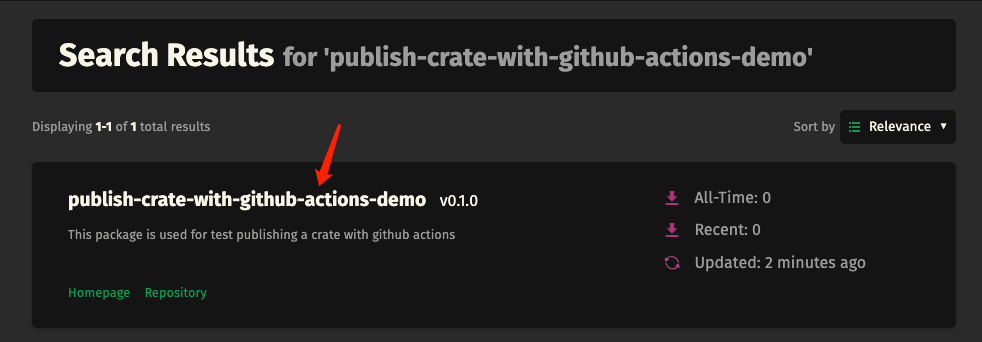 Search Results for 'publish-crate-with-github-actions-demo'
Displaying 1-1 of 1 total results
Sort by Relevance
publish-crate-with-github-actions-demo v0.1.0
This package is used for test publishing a crate with github actions
Homepage Repository
All-Time: 0
Recent: 0
Updated: 2 minutes ago